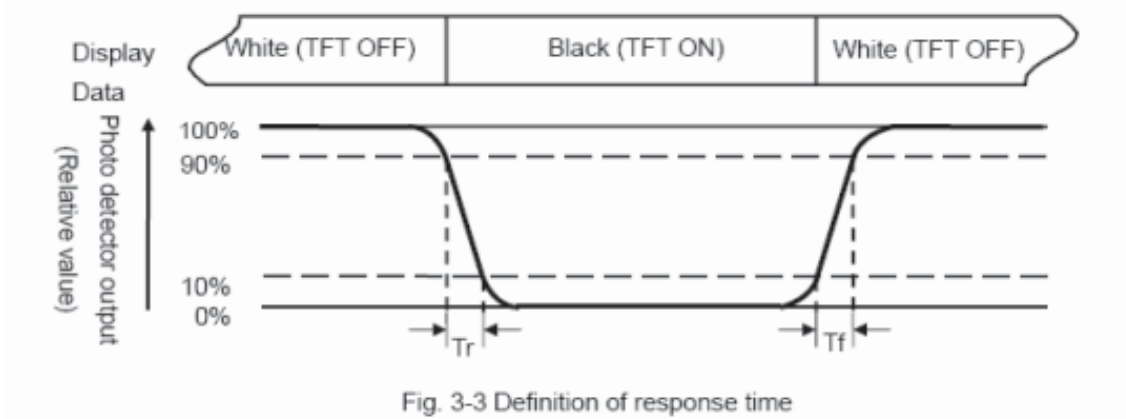 Display
Data
White (TFT OFF)
Black (TFT ON)
White (TFT OFF)
Photo detector output
(Relative value)
100%
90%
10%
0%
Tr
Tf
Fig. 3-3 Definition of response time